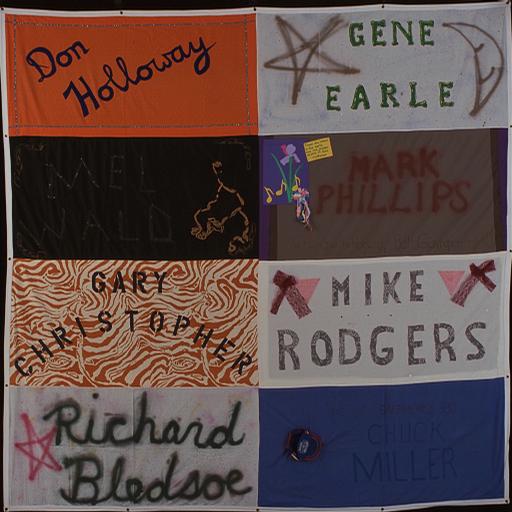 Don
Holloway
GENE
EARLE
MEL
WALD
MARK
PHILLIPS
GARY
CHRISTOPHER
MIKE
RODGERS
Richard
Bledsoe
CHUCK
MILLER